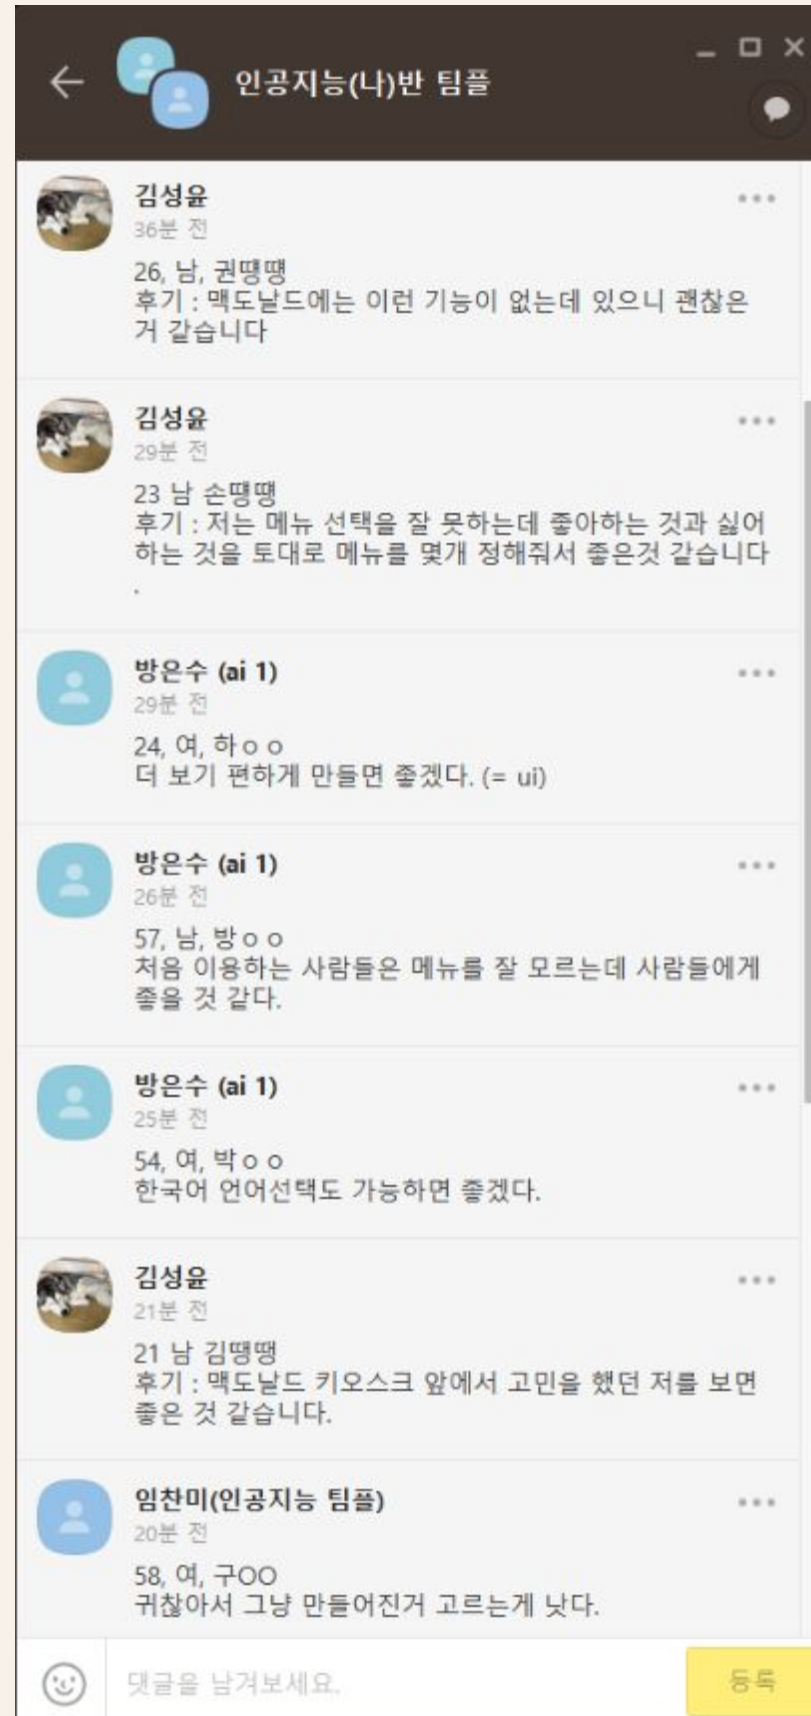 인공지능(나)반 팀플
김성윤
36분 전
26, 남, 권떙떙
후기 : 맥도날드에는 이런 기능이 없는데 있으니 괜찮은
거 같습니다
김성윤
29분 전
23 남 손떙떙
후기 : 저는 메뉴 선택을 잘 못하는데 좋아하는 것과 싫어
하는 것을 토대로 메뉴를 몇개 정해줘서 좋은것 같습니다
.
방은수 (ai 1)
29분 전
24, 여, 하ㅇㅇ
더 보기 편하게 만들면 좋겠다. (= ui)
방은수 (ai 1)
26분 전
57, 남, 방ㅇㅇ
처음 이용하는 사람들은 메뉴를 잘 모르는데 사람들에게
좋을 것 같다.
방은수 (ai 1)
25분 전
54, 여, 박ㅇㅇ
한국어 언어선택도 가능하면 좋겠다.
김성윤
21분 전
21 남 김땡땡
후기 : 맥도날드 키오스크 앞에서 고민을 했던 저를 보면
좋은 것 같습니다.
임찬미(인공지능 팀플)
20분 전
58, 여, 구OO
귀찮아서 그냥 만들어진거 고르는게 낫다.
댓글을 남겨보세요.
등록